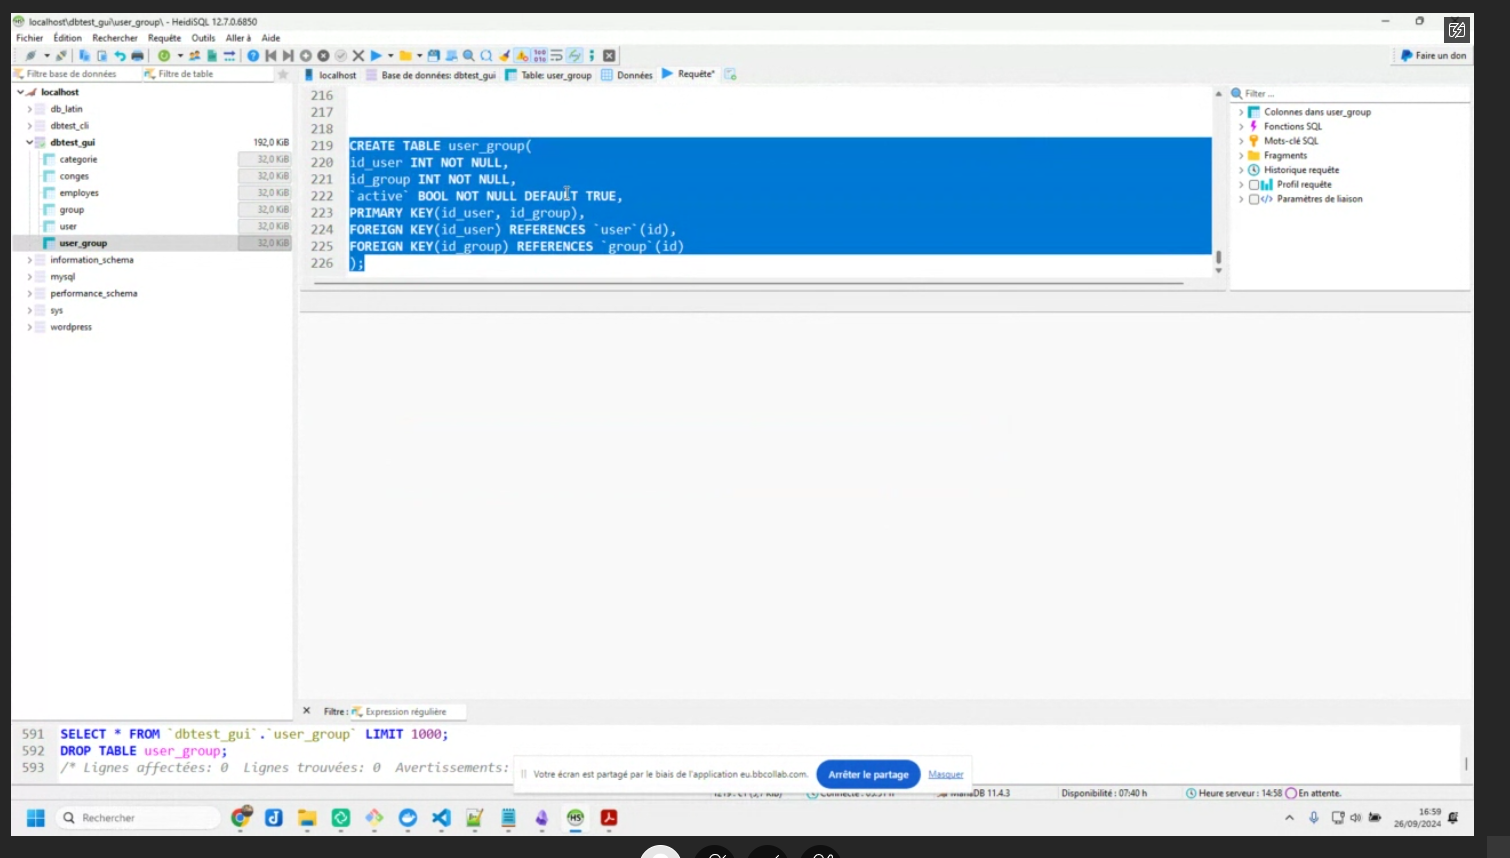 localhost\dbtest_gui\user_group\ - HeidiSQL 12.7.0.6850
Fichier Édition Rechercher Requête Outils Aller à Aide
Faire un don
Filtre base de données Filtre de table
localhost Base de données: dbtest_gui Table: user_group Données Requête*
localhost
db_latin
dbtest_cli
dbtest_gui 192,0 KiB
categorie 32,0 KiB
conges 32,0 KiB
employes 32,0 KiB
group 32,0 KiB
user 32,0 KiB
user_group 32,0 KiB
information_schema
mysql
performance_schema
sys
wordpress
216
217
218
219 CREATE TABLE user_group(
220 id_user INT NOT NULL,
221 id_group INT NOT NULL,
222 `active` BOOL NOT NULL DEFAULT TRUE,
223 PRIMARY KEY(id_user, id_group),
224 FOREIGN KEY(id_user) REFERENCES `user`(id),
225 FOREIGN KEY(id_group) REFERENCES `group`(id)
226 );
Filter ...
Colonnes dans user_group
Fonctions SQL
Mots-clé SQL
Fragments
Historique requête
Profil requête
Paramètres de liaison
Filtre : Expression régulière
591 SELECT * FROM `dbtest_gui`.`user_group` LIMIT 1000;
592 DROP TABLE user_group;
593 /* Lignes affectées: 0 Lignes trouvées: 0 Avertissements:
Votre écran est partagé par le biais de l'application eu.bbcollab.com. Arrêter le partage Masquer
MariaDB 11.4.3 Disponibilité : 07:40 h Heure serveur : 14:58 En attente.
Rechercher
16:59
26/09/2024